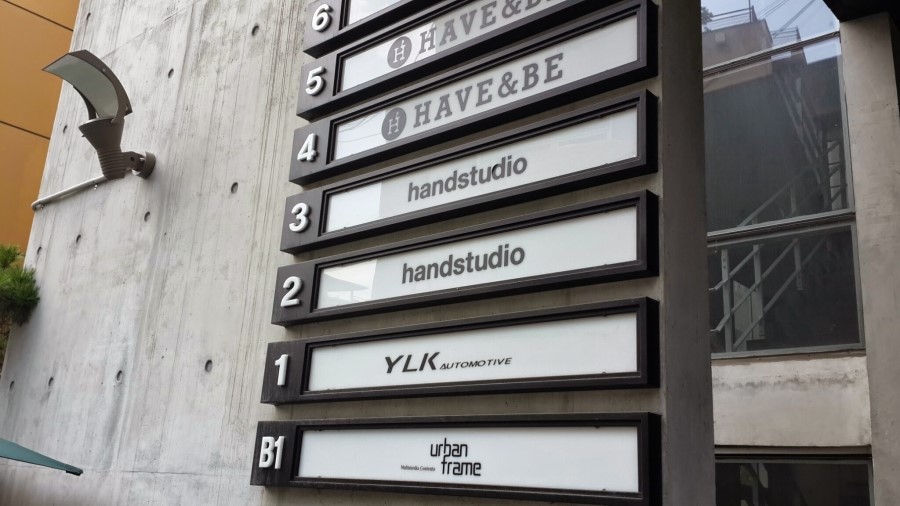 6
HAVE&BE
5
HAVE&BE
4
handstudio
3
handstudio
2
YLK AUTOMOTIVE
1
urban
Multimedia Contents frame
B1